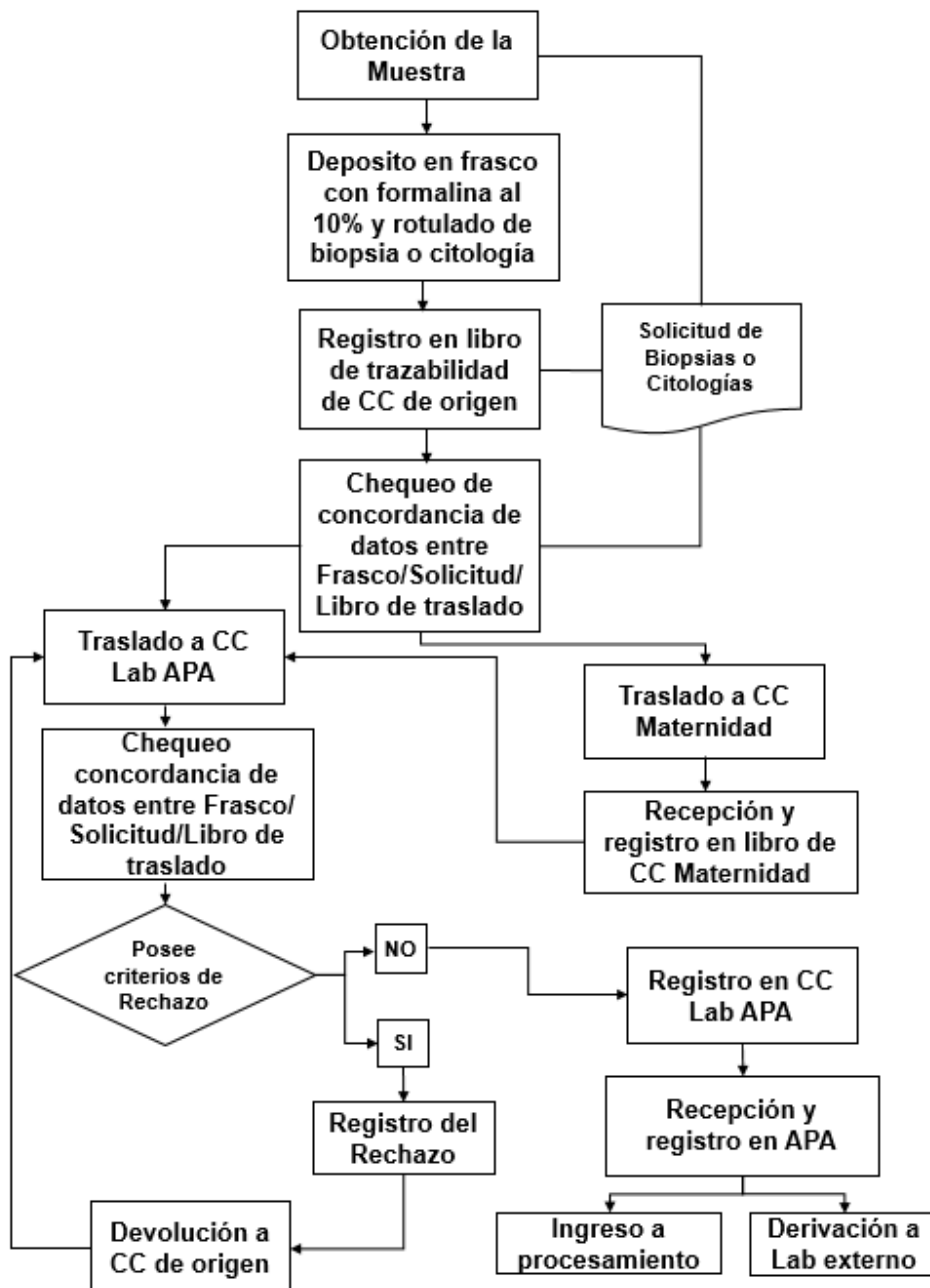 Obtención de la
Muestra
Deposito en frasco
con formalina al
10% y rotulado de
biopsia o citología
Registro en libro
de trazabilidad
de CC de origen
Solicitud de
Biopsias o
Citologías
Chequeo de
concordancia de
datos entre
Frasco/Solicitud/
Libro de traslado
Traslado a CC
Lab APA
Traslado a CC
Maternidad
Chequeo
concordancia de
datos entre Frasco/
Solicitud/Libro de
traslado
Recepción y
registro en libro de
CC Maternidad
Posee
criterios de
Rechazo
NO
SI
Registro en CC
Lab APA
Registro del
Rechazo
Recepción y
registro en APA
Devolución a
CC de origen
Ingreso a
procesamiento
Derivación a
Lab externo